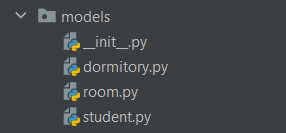 models
__init__.py
dormitory.py
room.py
student.py